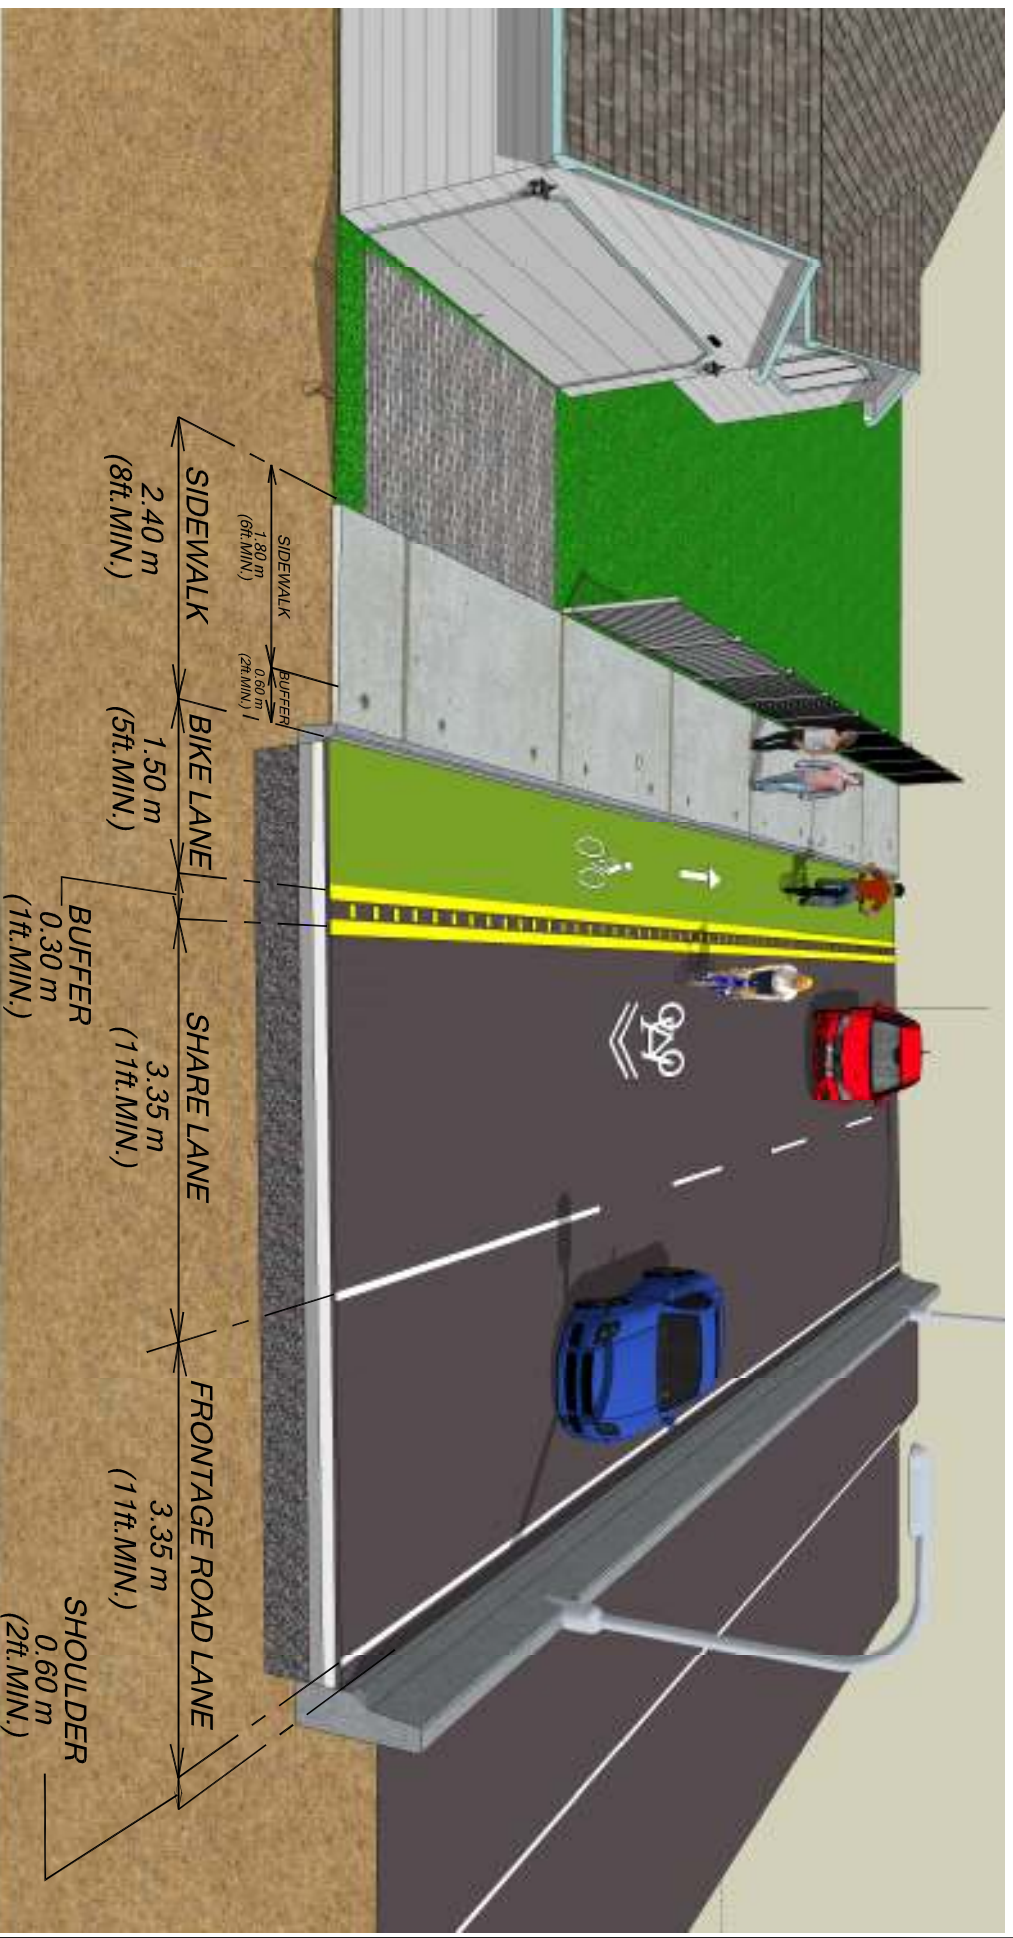 SIDEWALK
1.80 m
(6ft.MIN.)
BUFFER
0.60 m
(2ft.MIN.)
SIDEWALK
2.40 m
(8ft.MIN.)
BIKE LANE
1.50 m
(5ft.MIN.)
BUFFER
0.30 m
(1ft.MIN.)
SHARE LANE
3.35 m
(11ft.MIN.)
FRONTAGE ROAD LANE
3.35 m
(11ft.MIN.)
SHOULDER
0.60 m
(2ft.MIN.)